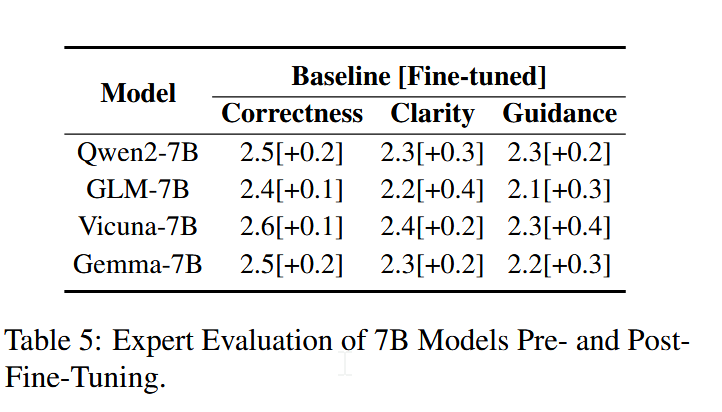 Model Baseline [Fine-tuned]
Correctness Clarity Guidance
Qwen2-7B 2.5[+0.2] 2.3[+0.3] 2.3[+0.2]
GLM-7B 2.4[+0.1] 2.2[+0.4] 2.1[+0.3]
Vicuna-7B 2.6[+0.1] 2.4[+0.2] 2.3[+0.4]
Gemma-7B 2.5[+0.2] 2.3[+0.2] 2.2[+0.3]
Table 5: Expert Evaluation of 7B Models Pre- and Post-
Fine-Tuning.